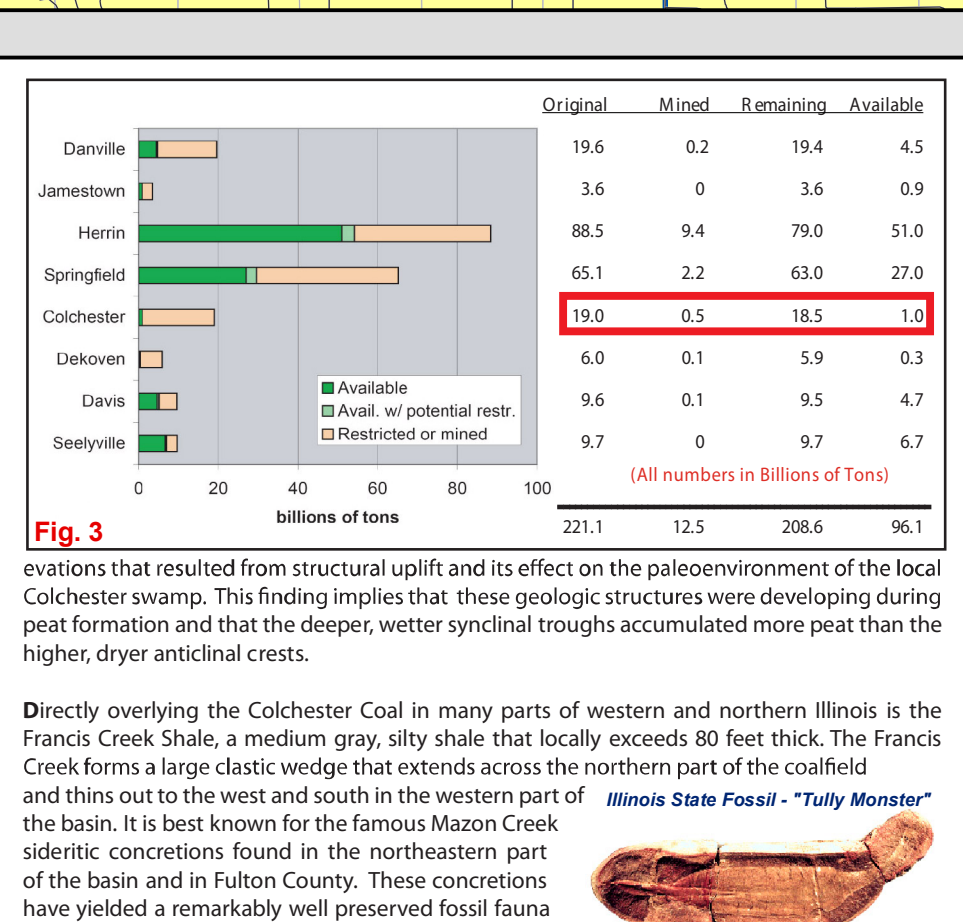 Original Mined Remaining Available
Danville 19.6 0.2 19.4 4.5
Jamestown 3.6 0 3.6 0.9
Herrin 88.5 9.4 79.0 51.0
Springfield 65.1 2.2 63.0 27.0
Colchester 19.0 0.5 18.5 1.0
Dekoven 6.0 0.1 5.9 0.3
Davis 9.6 0.1 9.5 4.7
Seelyville 9.7 0 9.7 6.7
Available
Avail. w/ potential restr.
Restricted or mined
0 20 40 60 80 100
billions of tons
(All numbers in Billions of Tons)
221.1 12.5 208.6 96.1
Fig. 3
evations that resulted from structural uplift and its effect on the paleoenvironment of the local
Colchester swamp. This finding implies that these geologic structures were developing during
peat formation and that the deeper, wetter synclinal troughs accumulated more peat than the
higher, dryer anticlinal crests.
Directly overlying the Colchester Coal in many parts of western and northern Illinois is the
Francis Creek Shale, a medium gray, silty shale that locally exceeds 80 feet thick. The Francis
Creek forms a large clastic wedge that extends across the northern part of the coalfield
and thins out to the west and south in the western part of
the basin. It is best known for the famous Mazon Creek
sideritic concretions found in the northeastern part
of the basin and in Fulton County. These concretions
have yielded a remarkably well preserved fossil fauna
Illinois State Fossil - "Tully Monster"